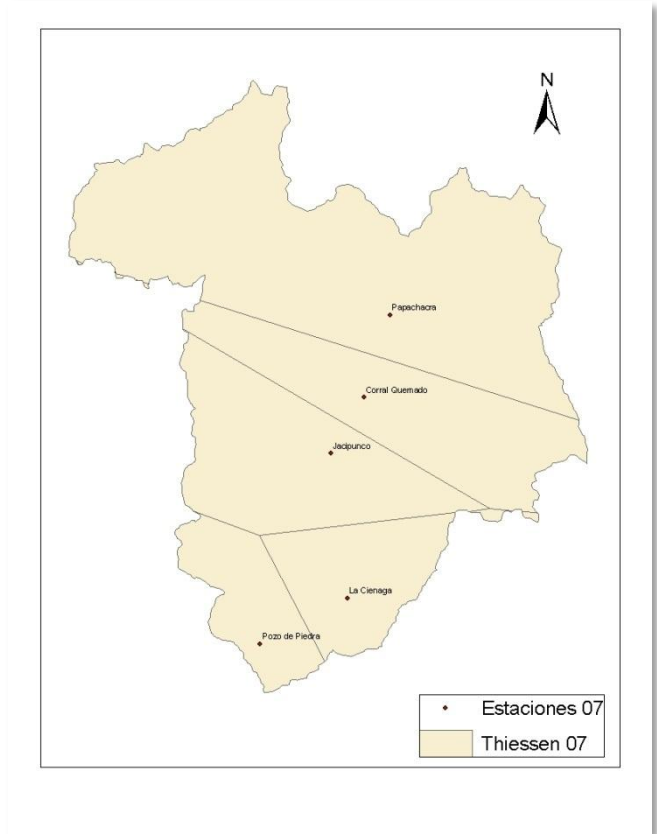 N
Papachacra
Corral Quemado
Jacipunco
La Cienaga
Pozo de Piedra
Estaciones 07
Thiessen 07